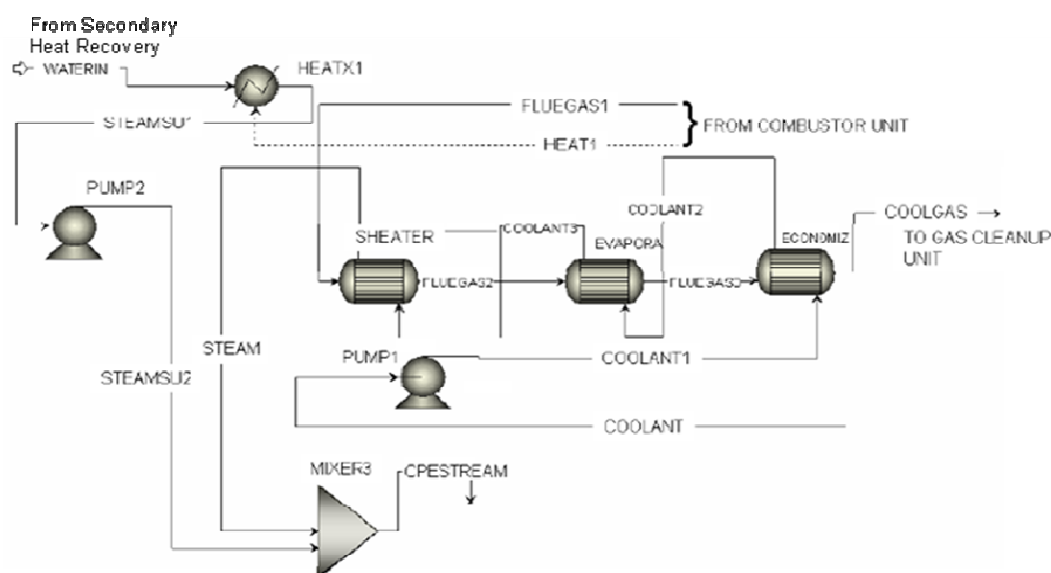 From Secondary
Heat Recovery
WATERIN
HEATX1
FLUEGAS1
STEAMSU1
FROM COMBUSTOR UNIT
HEAT1
PUMP2
COOLANT2
COOLGAS
SHEATER
COOLANT3
EVAPORA
ECONOMIZ
TO GAS CLEANUP
UNIT
FLUEGAS2
FLUEGAS3
STEAM
PUMP1
COOLANT1
STEAMSU2
COOLANT
MIXER3
CPESTREAM